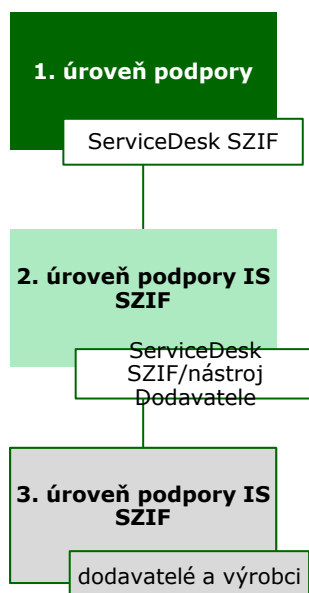 1. úroveň podpory
ServiceDesk SZIF
2. úroveň podpory IS
SZIF
ServiceDesk
SZIF/nástroj
Dodavatele
3. úroveň podpory IS
SZIF
dodavatelé a výrobci